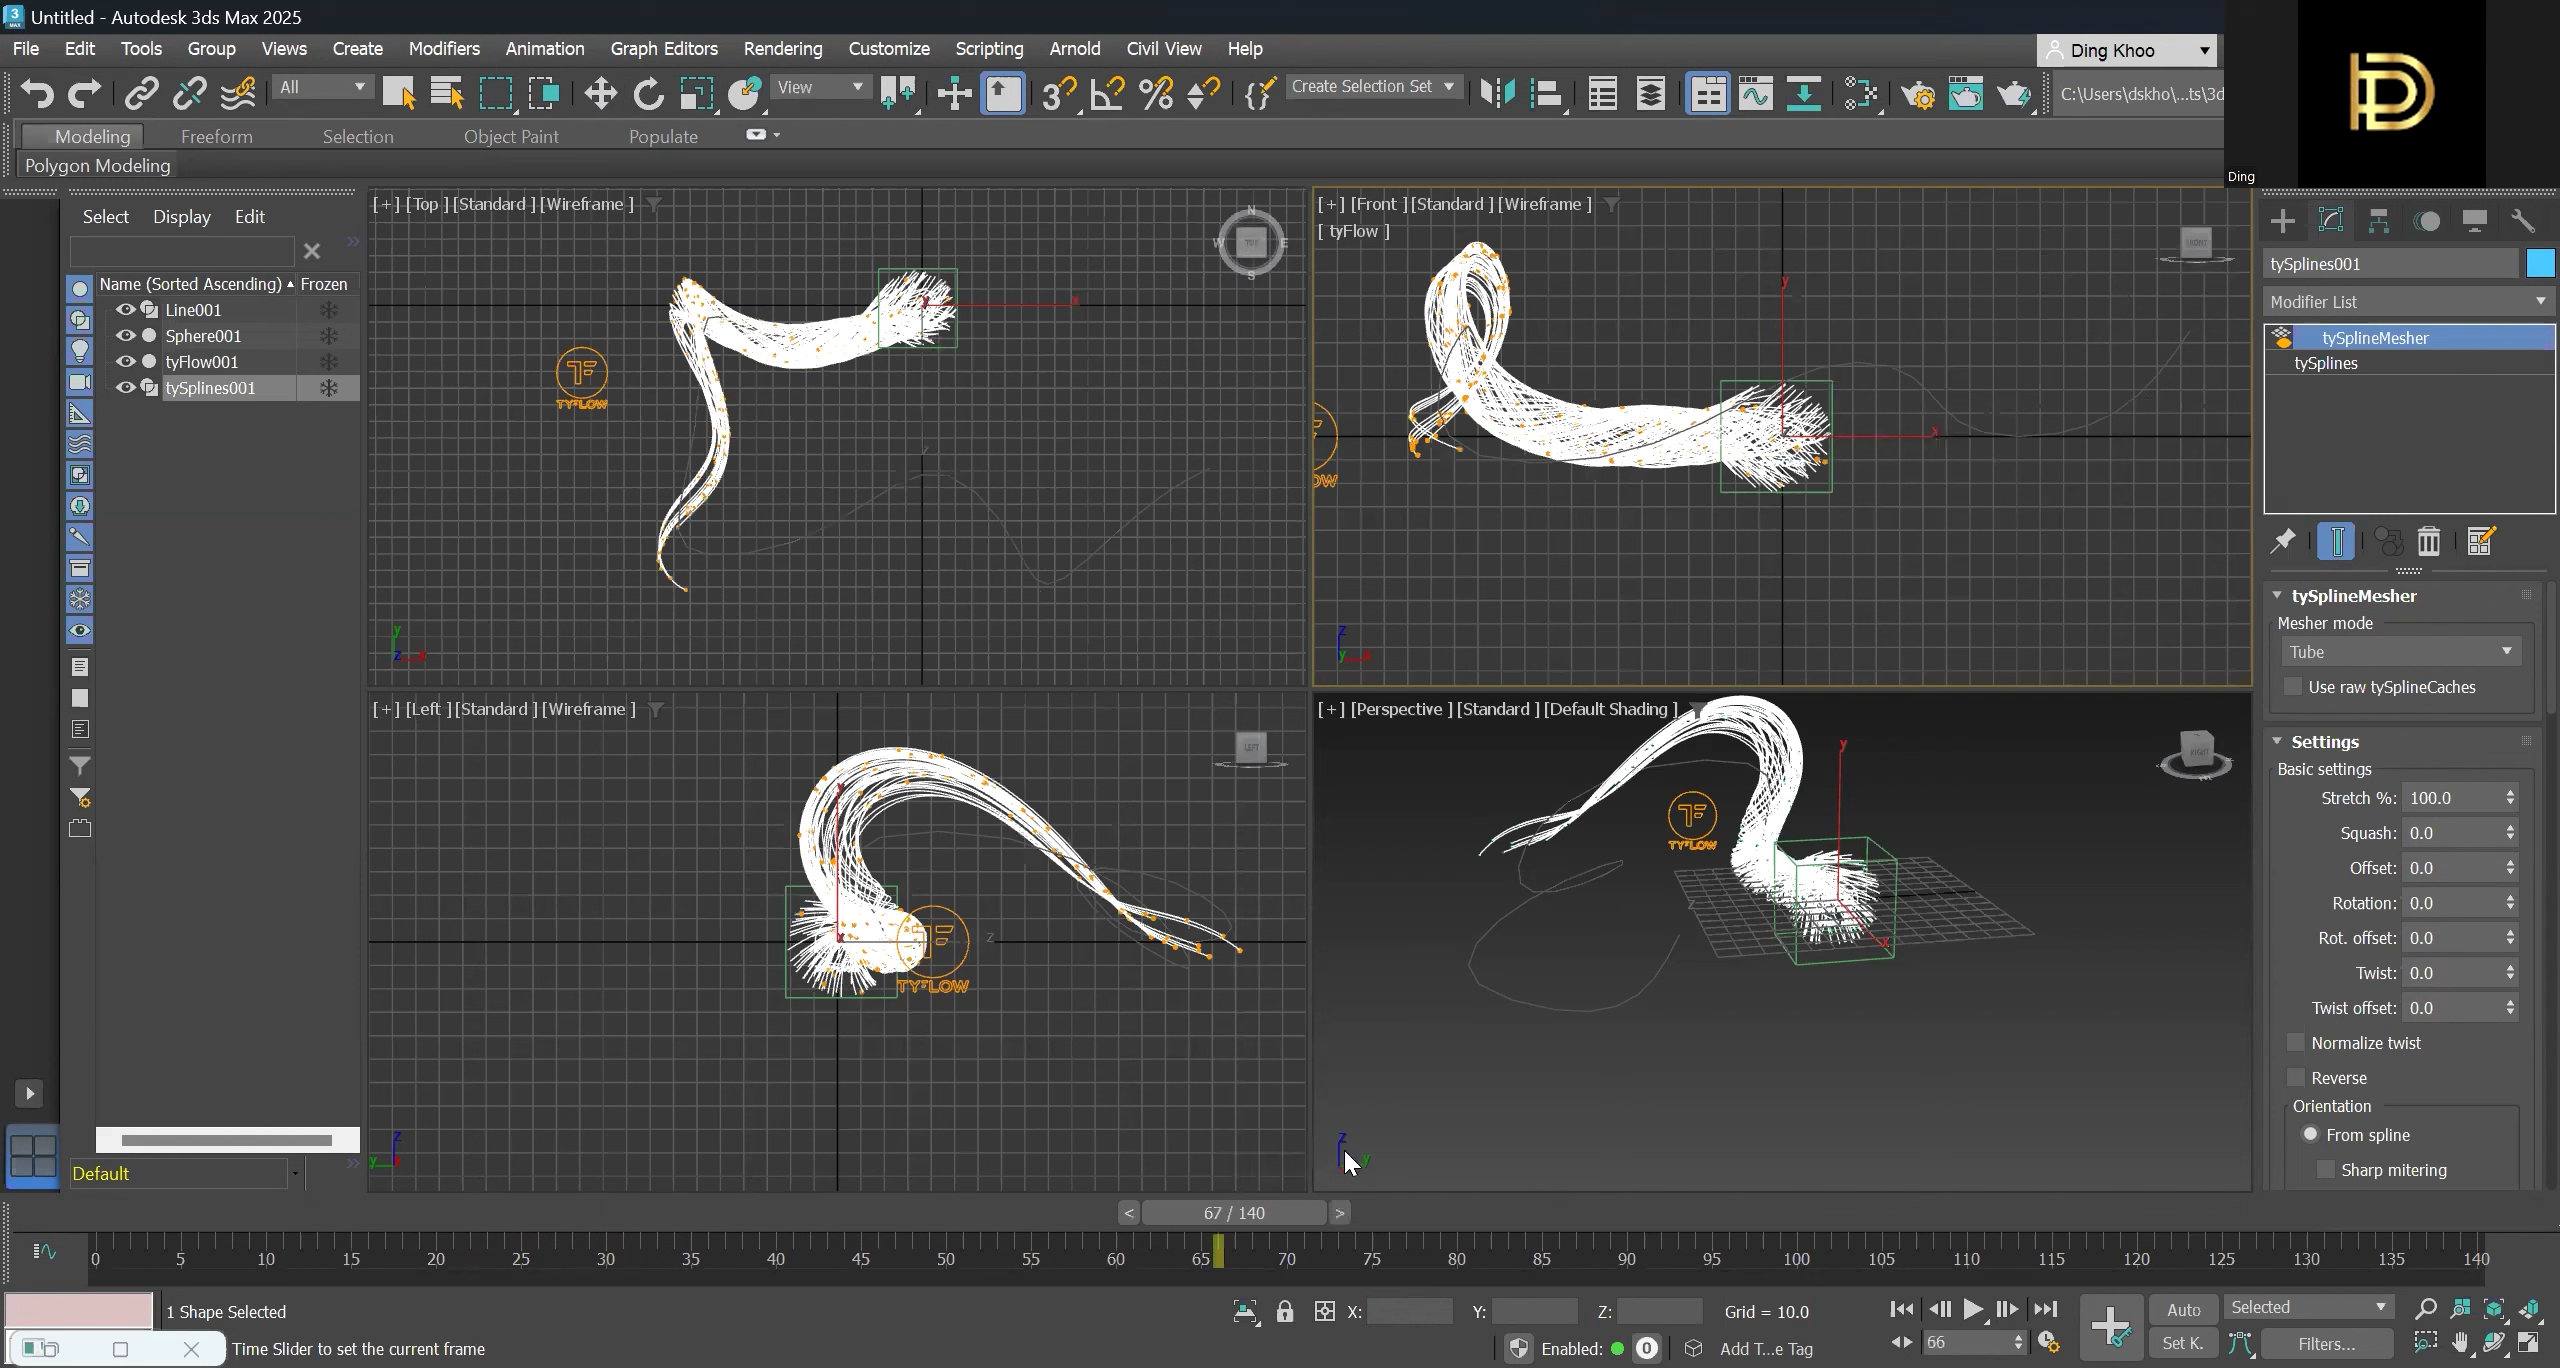 Untitled - Autodesk 3ds Max 2025
File Edit Tools Group Views Create Modifiers Animation Graph Editors Rendering Customize Scripting Arnold Civil View Help
Ding Khoo
All
View
Create Selection Set
C:\Users\dskho\...ts\3d
Modeling Freeform Selection Object Paint Populate
Polygon Modeling
Ding
Select Display Edit
Name (Sorted Ascending) Frozen
Line001
Sphere001
tyFlow001
tySplines001
Default
[+] [Top ] [Standard ] [Wireframe ]
TOP
N
W
E
S
TYFLOW
[+] [Front ] [Standard ] [Wireframe ]
[ tyFlow ]
FRONT
[+] [Left ] [Standard ] [Wireframe ]
LEFT
TYFLOW
[+] [Perspective ] [Standard ] [Default Shading ]
RIGHT
TYFLOW
tySplines001
Modifier List
tySplineMesher
tySplines
tySplineMesher
Mesher mode
Tube
Use raw tySplineCaches
Settings
Basic settings
Stretch %: 100.0
Squash: 0.0
Offset: 0.0
Rotation: 0.0
Rot. offset: 0.0
Twist: 0.0
Twist offset: 0.0
Normalize twist
Reverse
Orientation
From spline
Sharp mitering
< 67 / 140 >
0 5 10 15 20 25 30 35 40 45 50 55 60 65 70 75 80 85 90 95 100 105 110 115 120 125 130 135 140
1 Shape Selected
X: Y: Z: Grid = 10.0
Auto
Selected
Time Slider to set the current frame
Enabled: 0
Add T...e Tag
66
Set K.
Filters...